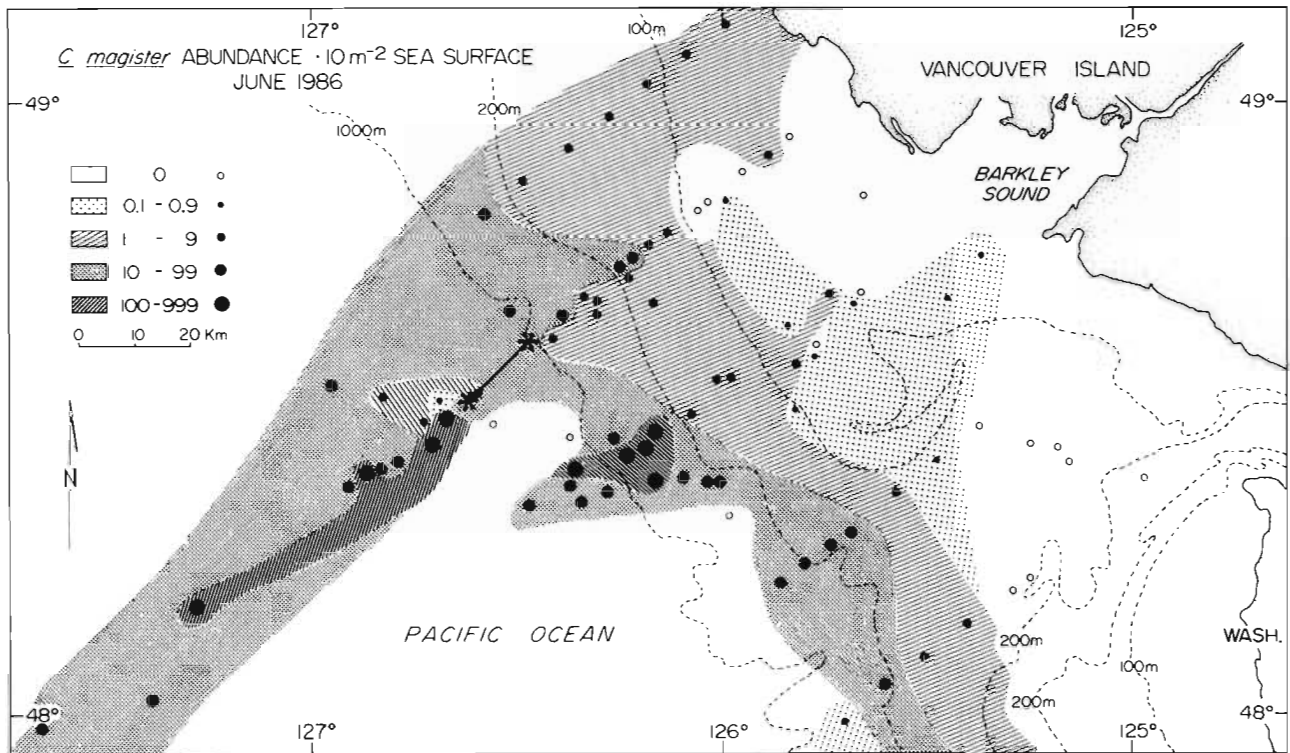 127°
125°
C magister ABUNDANCE · 10 m⁻² SEA SURFACE
JUNE 1986
100m
VANCOUVER ISLAND
49°
49°
200m
1000m
BARKLEY
SOUND
0
0.1 - 0.9
1 - 9
10 - 99
100-999
0 10 20 Km
N
PACIFIC OCEAN
200m
WASH.
100m
200m
48°
48°
127°
126°
125°